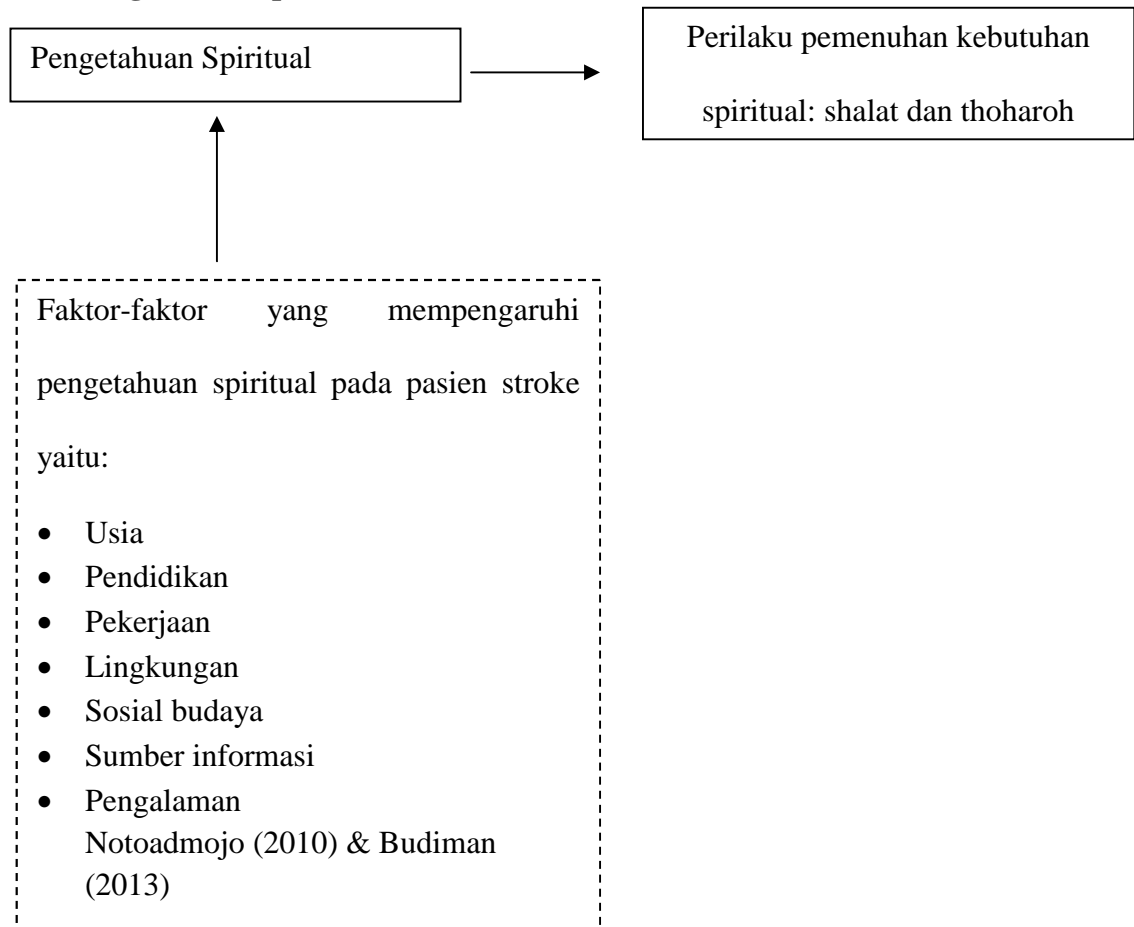 Pengetahuan Spiritual
Perilaku pemenuhan kebutuhan
spiritual: shalat dan thoharoh
Faktor-faktor yang mempengaruhi
pengetahuan spiritual pada pasien stroke
yaitu:
• Usia
• Pendidikan
• Pekerjaan
• Lingkungan
• Sosial budaya
• Sumber informasi
• Pengalaman
Notoadmojo (2010) & Budiman
(2013)